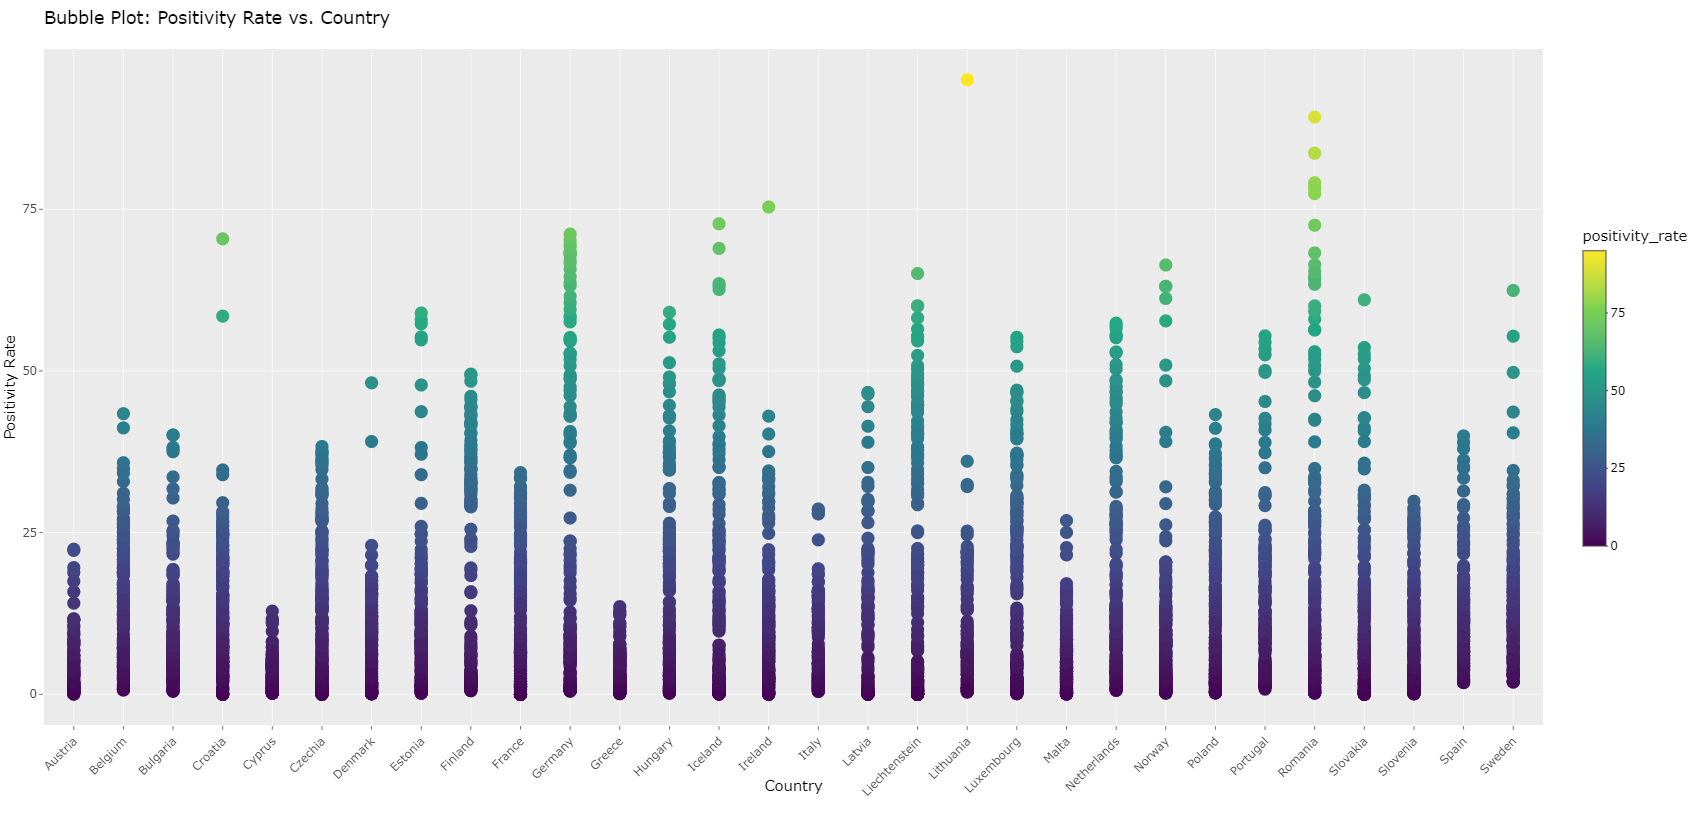 Bubble Plot: Positivity Rate vs. Country
Positivity Rate
75
50
25
0
Austria
Belgium
Bulgaria
Croatia
Cyprus
Czechia
Denmark
Estonia
Finland
France
Germany
Greece
Hungary
Iceland
Ireland
Italy
Latvia
Liechtenstein
Lithuania
Luxembourg
Malta
Netherlands
Norway
Poland
Portugal
Romania
Slovakia
Slovenia
Spain
Sweden
Country
positivity_rate
75
50
25
0